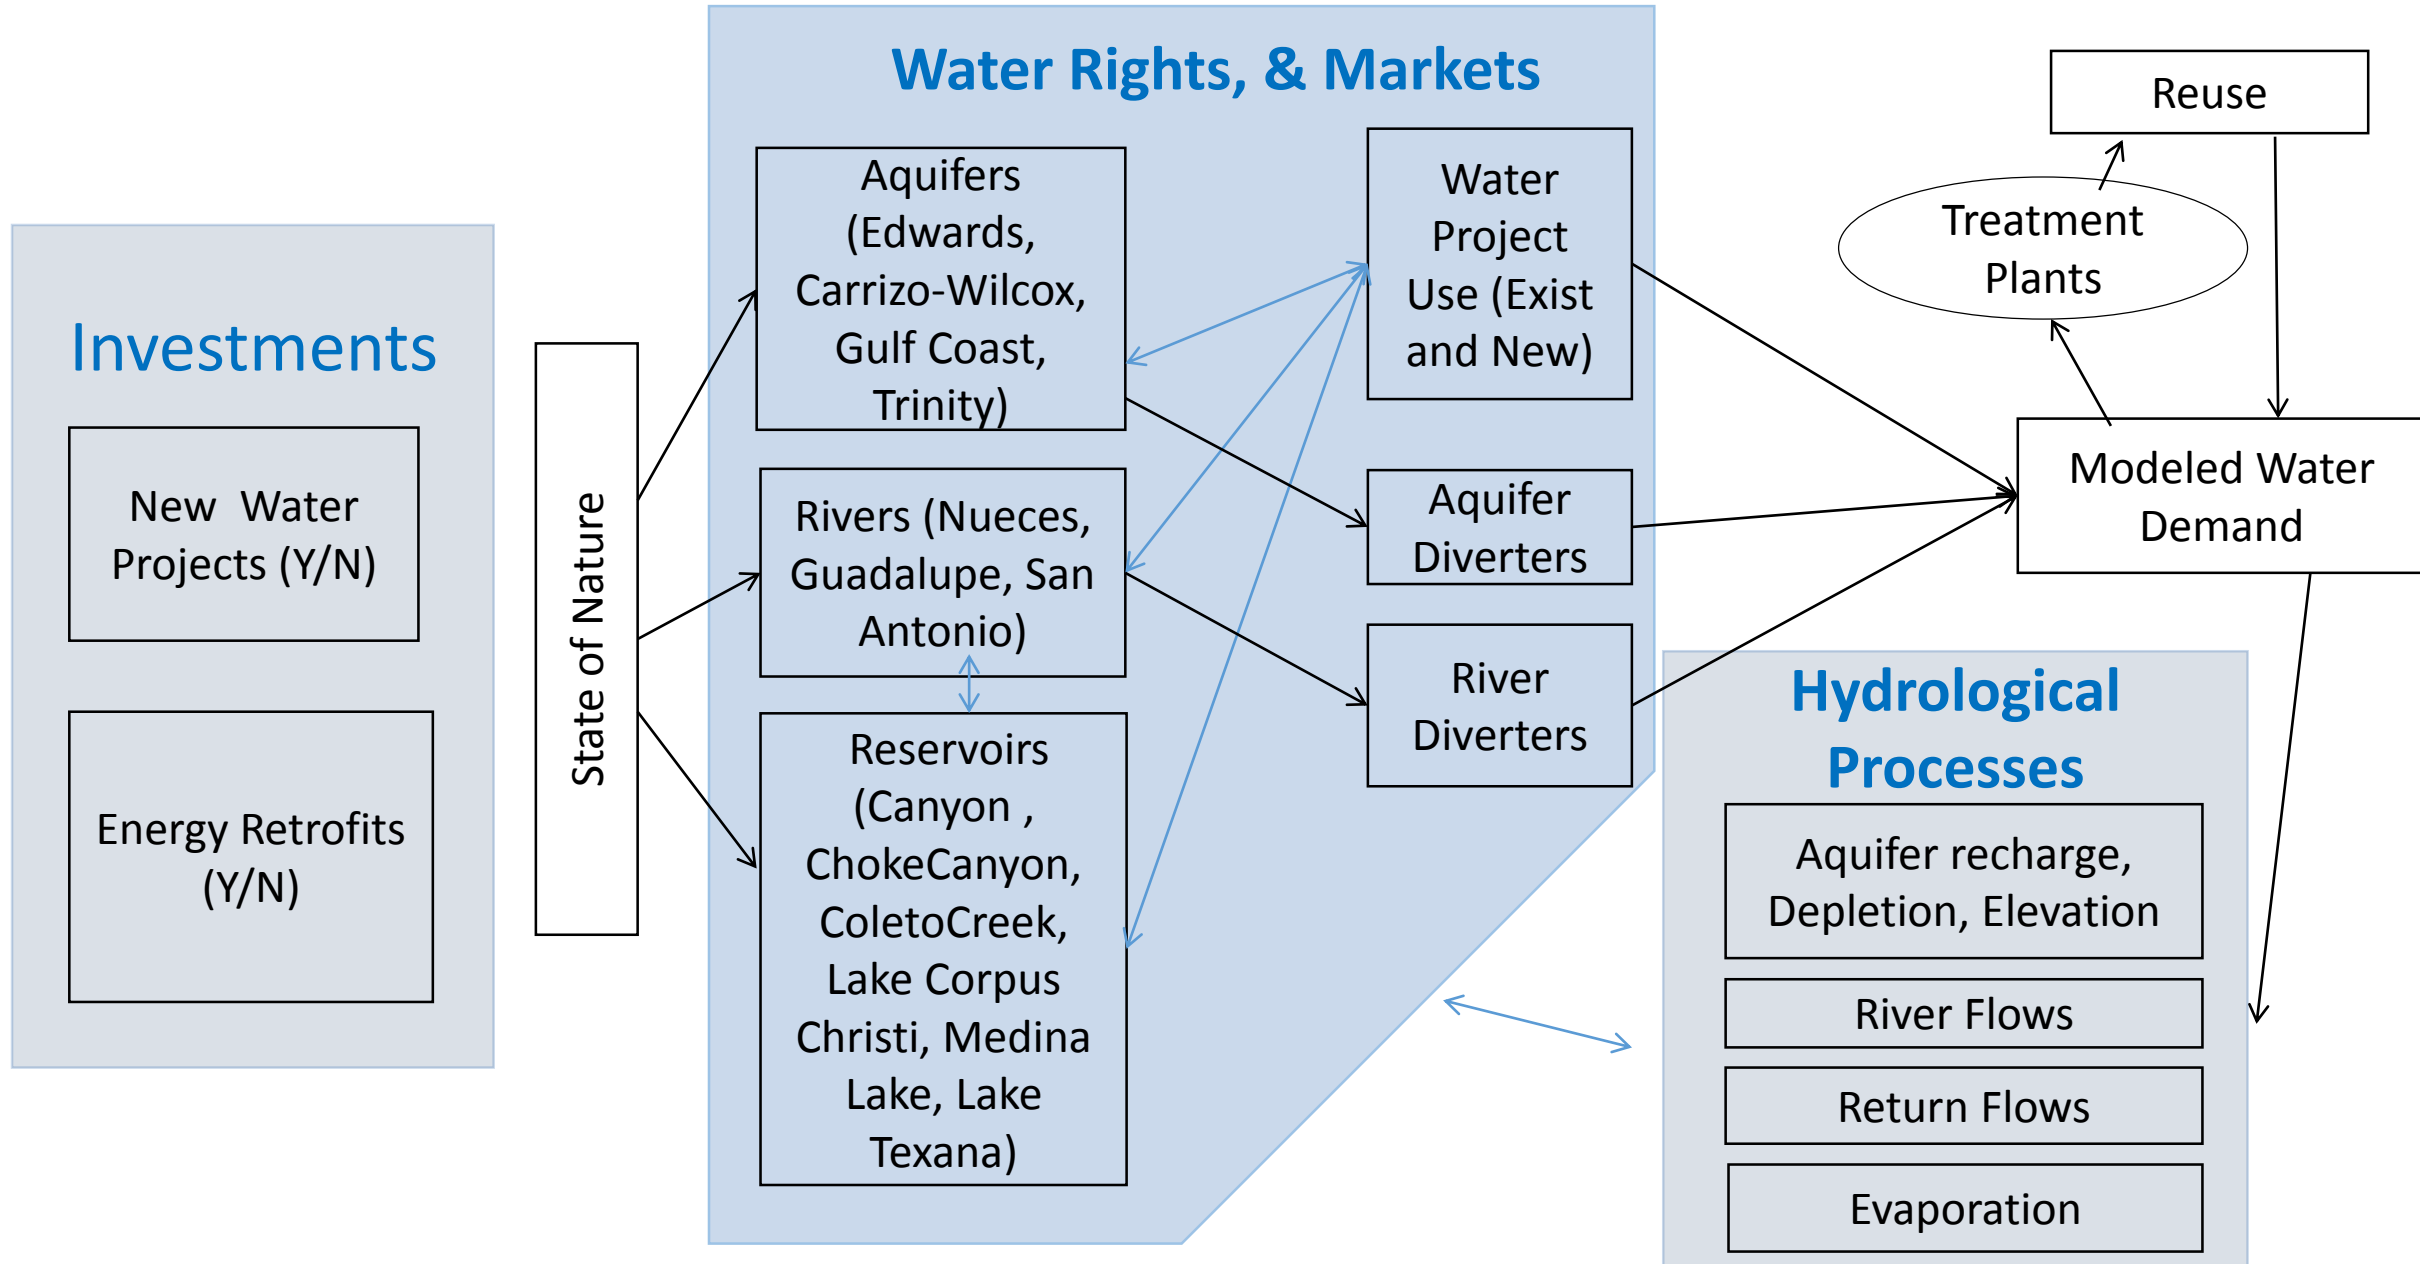 Investments
New  Water
Projects (Y/N)
Energy Retrofits
(Y/N)
State of Nature
Water Rights, & Markets
Aquifers
(Edwards,
Carrizo-Wilcox,
Gulf Coast,
Trinity)
Rivers (Nueces,
Guadalupe, San
Antonio)
Reservoirs
(Canyon ,
ChokeCanyon,
ColetoCreek,
Lake Corpus
Christi, Medina
Lake, Lake
Texana)
Water
Project
Use (Exist
and New)
Aquifer
Diverters
River
Diverters
Reuse
Treatment
Plants
Modeled Water
Demand
Hydrological
Processes
Aquifer recharge,
Depletion, Elevation
River Flows
Return Flows
Evaporation